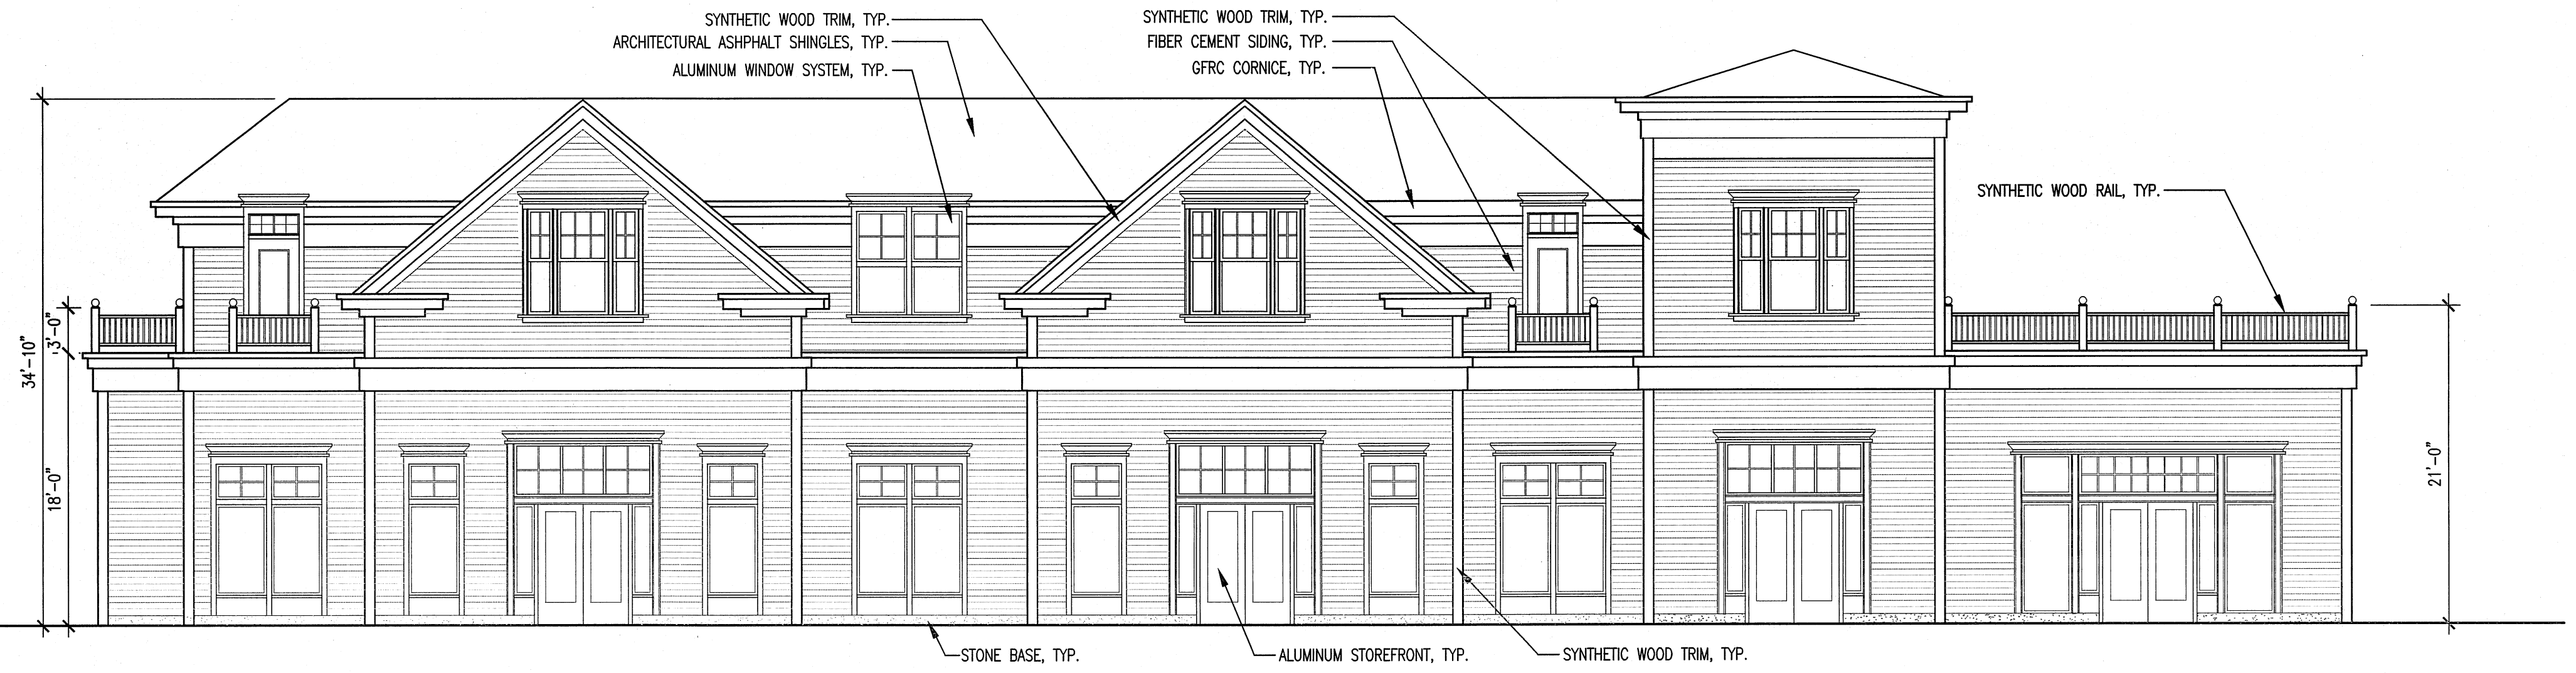 SYNTHETIC WOOD TRIM, TYP.
ARCHITECTURAL ASHPHALT SHINGLES, TYP.
ALUMINUM WINDOW SYSTEM, TYP.
SYNTHETIC WOOD TRIM, TYP.
FIBER CEMENT SIDING, TYP.
GFRC CORNICE, TYP.
SYNTHETIC WOOD RAIL, TYP.
34'-10"
3'-0"
18'-0"
21'-0"
STONE BASE, TYP.
ALUMINUM STOREFRONT, TYP.
SYNTHETIC WOOD TRIM, TYP.